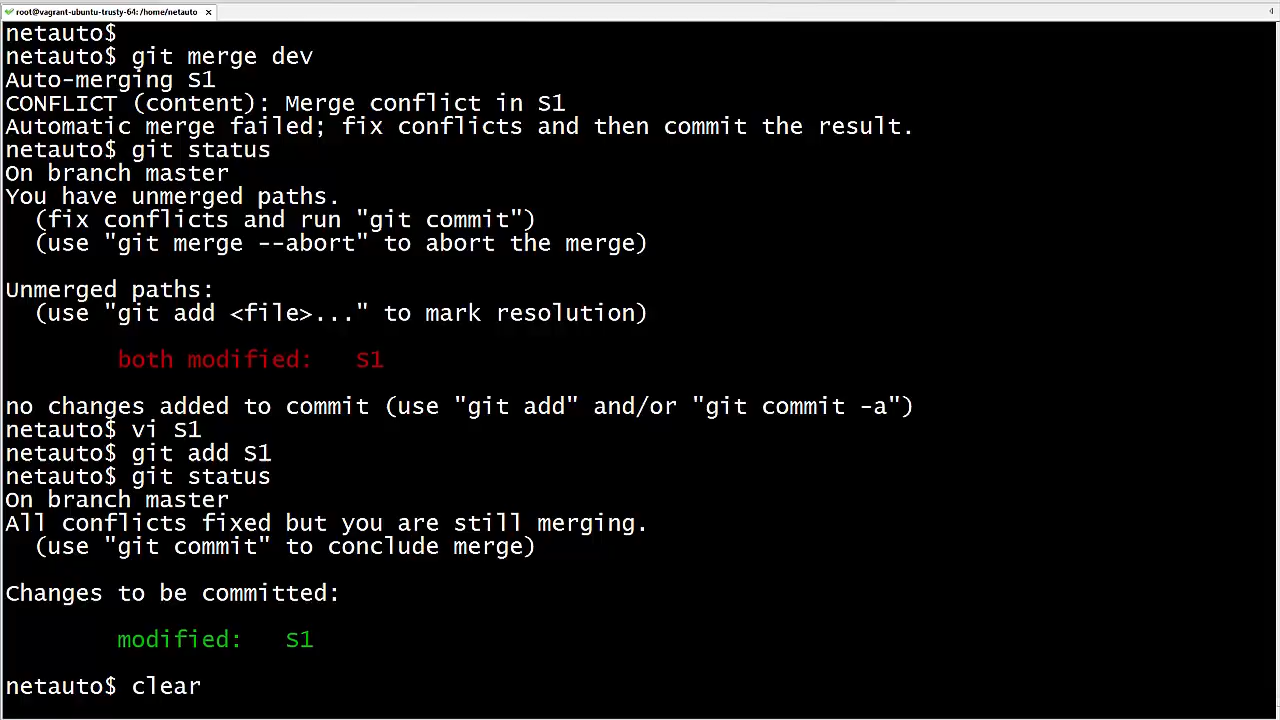 root@vagrant-ubuntu-trusty-64: /home/netauto ×
netauto$
netauto$ git merge dev
Auto-merging S1
CONFLICT (content): Merge conflict in S1
Automatic merge failed; fix conflicts and then commit the result.
netauto$ git status
On branch master
You have unmerged paths.
  (fix conflicts and run "git commit")
  (use "git merge --abort" to abort the merge)
Unmerged paths:
  (use "git add <file>..." to mark resolution)
        both modified:   S1
no changes added to commit (use "git add" and/or "git commit -a")
netauto$ vi S1
netauto$ git add S1
netauto$ git status
On branch master
All conflicts fixed but you are still merging.
  (use "git commit" to conclude merge)
Changes to be committed:
        modified:   S1
netauto$ clear